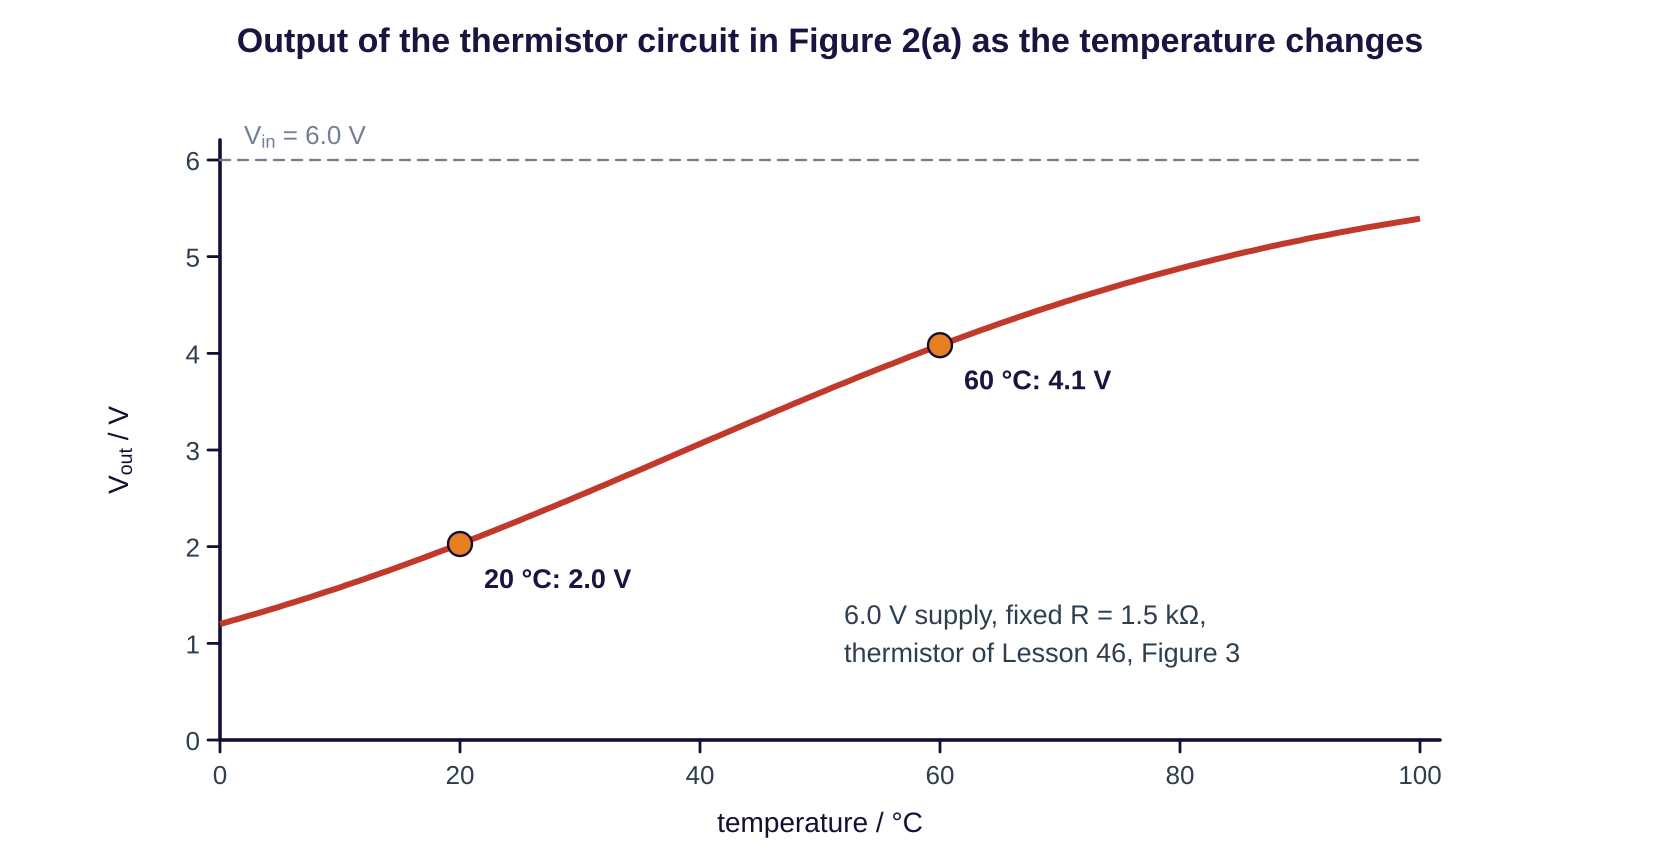 Output of the thermistor circuit in Figure 2(a) as the temperature changes
Vin = 6.0 V
6
5
4
3
2
1
0
Vout / V
60 °C: 4.1 V
20 °C: 2.0 V
6.0 V supply, fixed R = 1.5 kΩ,
thermistor of Lesson 46, Figure 3
0 20 40 60 80 100
temperature / °C